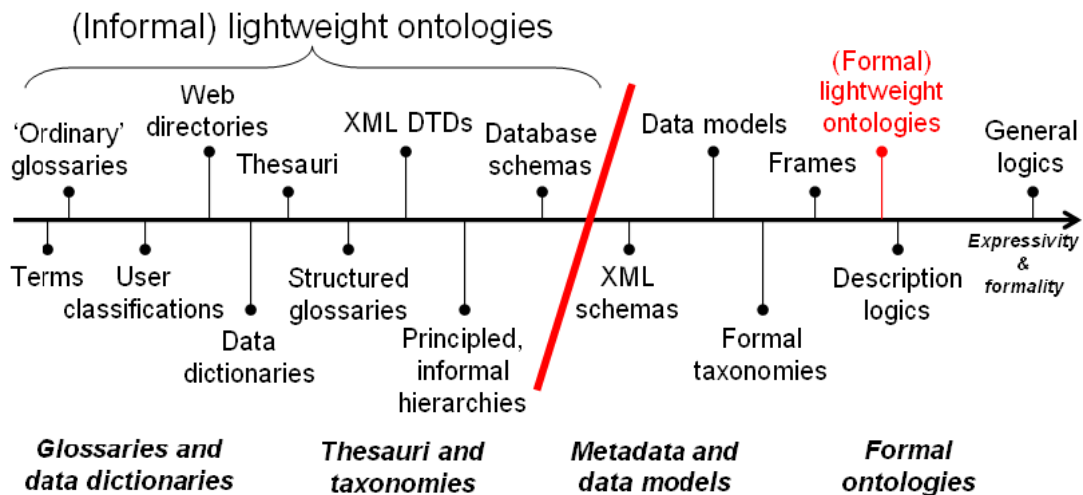 (Informal) lightweight ontologies
(Formal)
lightweight
ontologies
Web
directories
XML DTDs
Data models
General
logics
'Ordinary'
glossaries
Thesauri
Database
schemas
Frames
Terms
User
classifications
Structured
glossaries
XML
schemas
Description
logics
Expressivity
&
formality
Data
dictionaries
Principled,
informal
hierarchies
Formal
taxonomies
Glossaries and
data dictionaries
Thesauri and
taxonomies
Metadata and
data models
Formal
ontologies